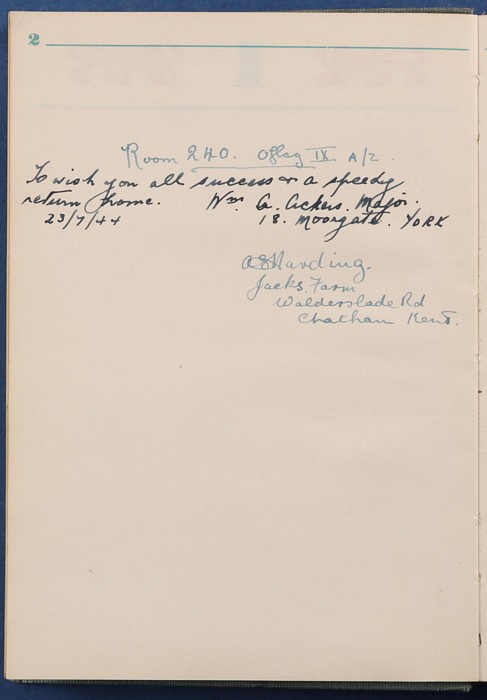 2
Room 240. Oflag IX A/Z.
To wish you all success & a speedy
return home. Wm G. Ackers. Major.
23/7/44 18. Moorgate. YORK
Harding.
Jacks Farm
Walderslade Rd
Chatham Kent.